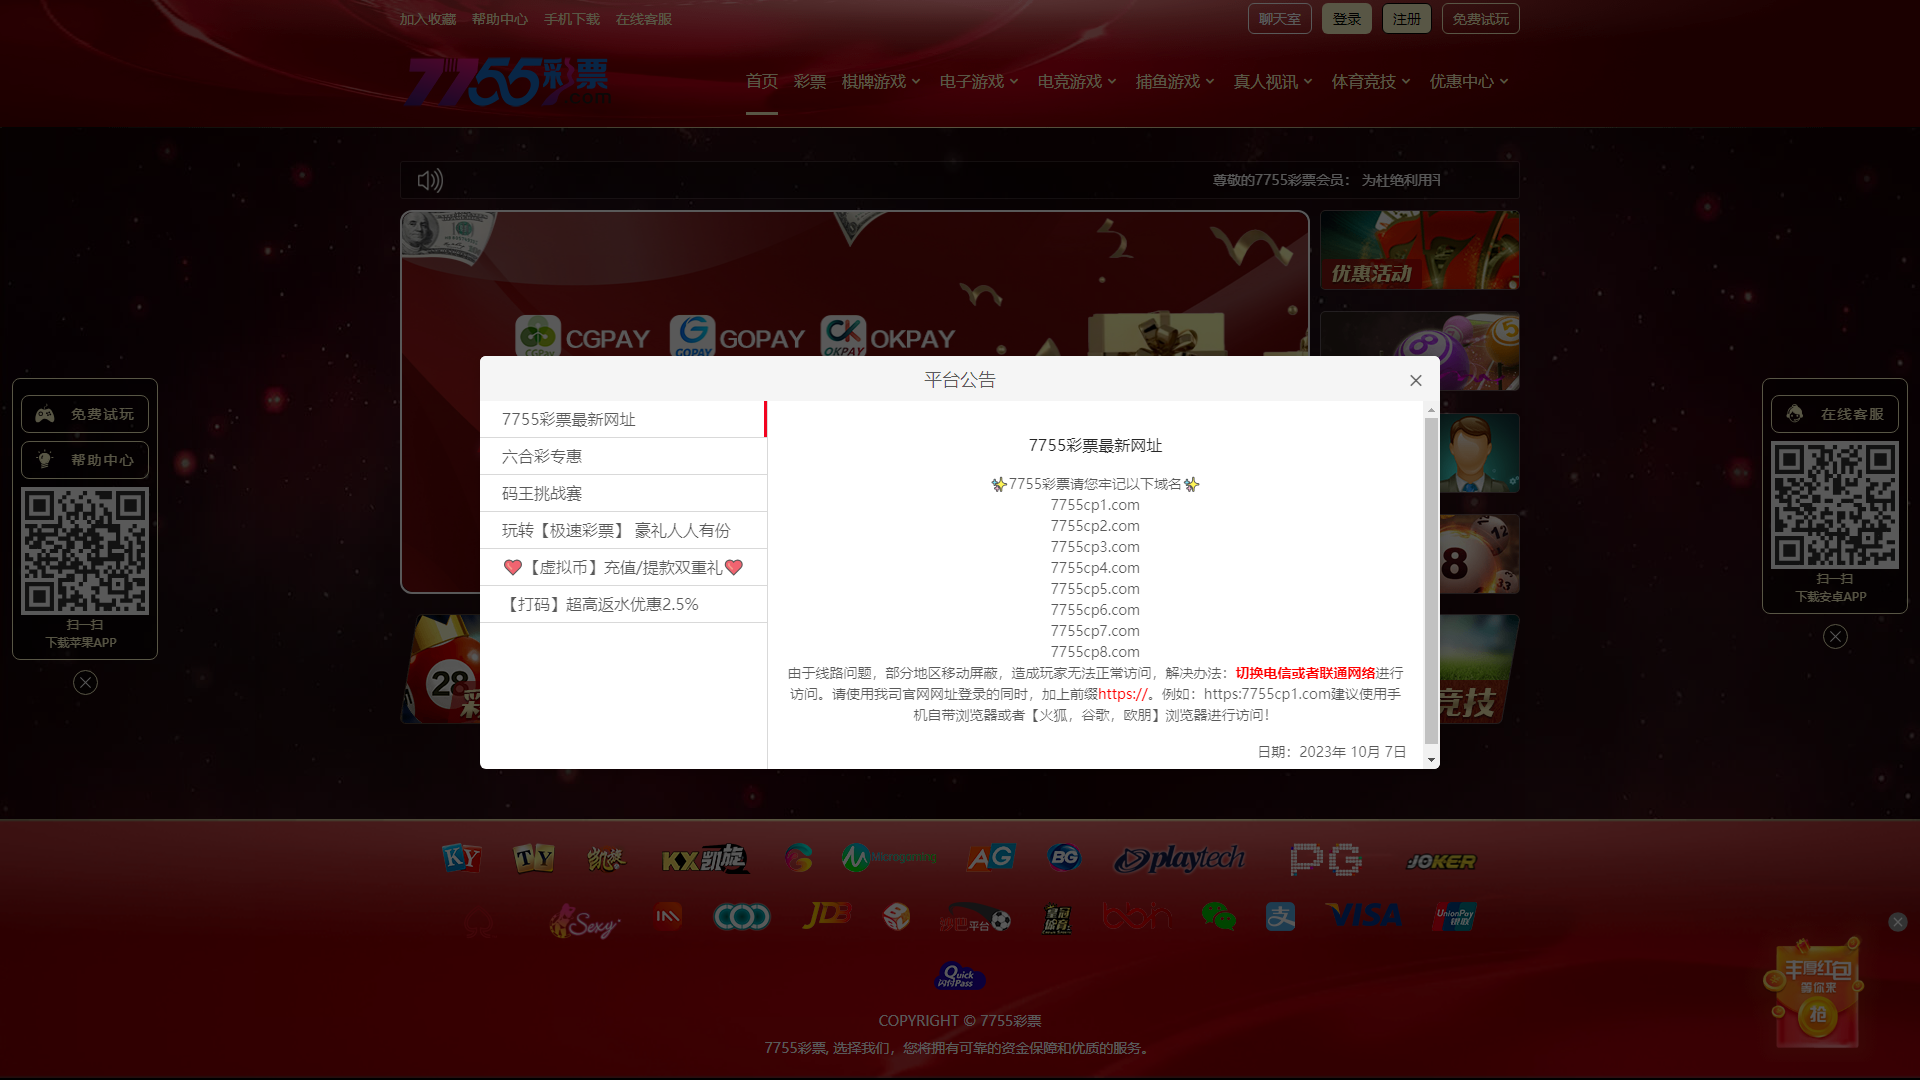 加入收藏 帮助中心 手机下载 在线客服
聊天室 登录 注册 免费试玩
7755彩票.com
首页 彩票 棋牌游戏 电子游戏 电竞游戏 捕鱼游戏 真人视讯 体育竞技 优惠中心
尊敬的7755彩票会员： 为杜绝利用
CGPAY GOPAY OKPAY
优惠活动
平台公告
7755彩票最新网址
六合彩专惠
码王挑战赛
玩转【极速彩票】 豪礼人人有份
❤️【虚拟币】充值/提款双重礼❤️
【打码】超高返水优惠2.5%
7755彩票最新网址
✨7755彩票请您牢记以下域名✨
7755cp1.com
7755cp2.com
7755cp3.com
7755cp4.com
7755cp5.com
7755cp6.com
7755cp7.com
7755cp8.com
由于线路问题，部分地区移动屏蔽，造成玩家无法正常访问，解决办法：切换电信或者联通网络进行
访问。请使用我司官网网址登录的同时，加上前缀https://。例如：https:7755cp1.com建议使用手
机自带浏览器或者【火狐，谷歌，欧朋】浏览器进行访问！
日期：2023年 10月 7日
免费试玩
帮助中心
扫一扫
下载苹果APP
在线客服
扫一扫
下载安卓APP
28
彩
8
竞技
KY TY 凯旋 KX凯旋 Microgaming AG BG playtech PG JOKER
Sexy IM JDB 沙巴平台 皇冠体育 bbin VISA UnionPay 银联
Quick Pass 闪付
COPYRIGHT © 7755彩票
7755彩票, 选择我们，您将拥有可靠的资金保障和优质的服务。
丰厚红包
等你来
抢